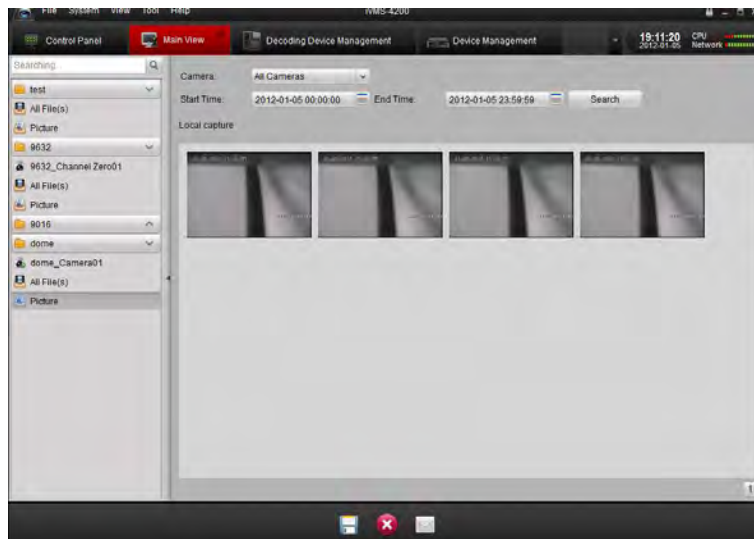 File System View Tool Help iVMS-4200
Control Panel Main View Decoding Device Management Device Management 19:11:20 CPU
2012-01-05 Network
Searching...
test
All File(s)
Picture
9632
9632_Channel Zero01
All File(s)
Picture
9016
dome
dome_Camera01
All File(s)
Picture
Camera: All Cameras
Start Time: 2012-01-05 00:00:00 End Time: 2012-01-05 23:59:59 Search
Local capture
1